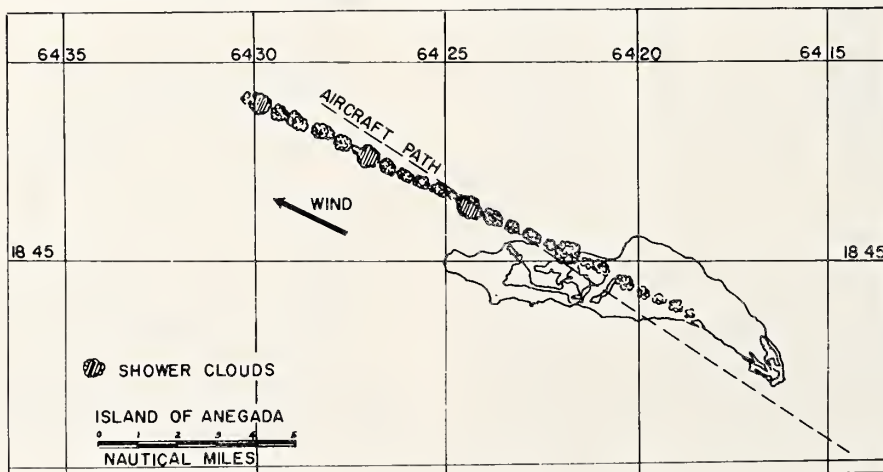 64 35 64 30 64 25 64 20 64 15
AIRCRAFT PATH
WIND
18 45 18 45
SHOWER CLOUDS
ISLAND OF ANEGADA
0 1 2 3 4 5
NAUTICAL MILES